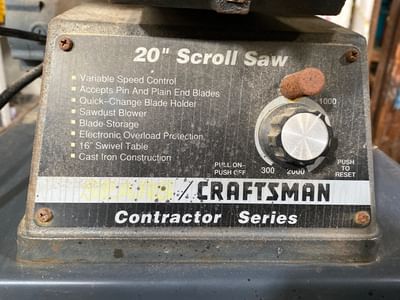 20" Scroll Saw
Variable Speed Control
Accepts Pin And Plain End Blades
Quick-Change Blade Holder
Sawdust Blower
Blade Storage
Electronic Overload Protection
16" Swivel Table
Cast Iron Construction
1000
300
2000
PULL ON-
PUSH OFF
PUSH
TO
RESET
SEARS/CRAFTSMAN
Contractor Series